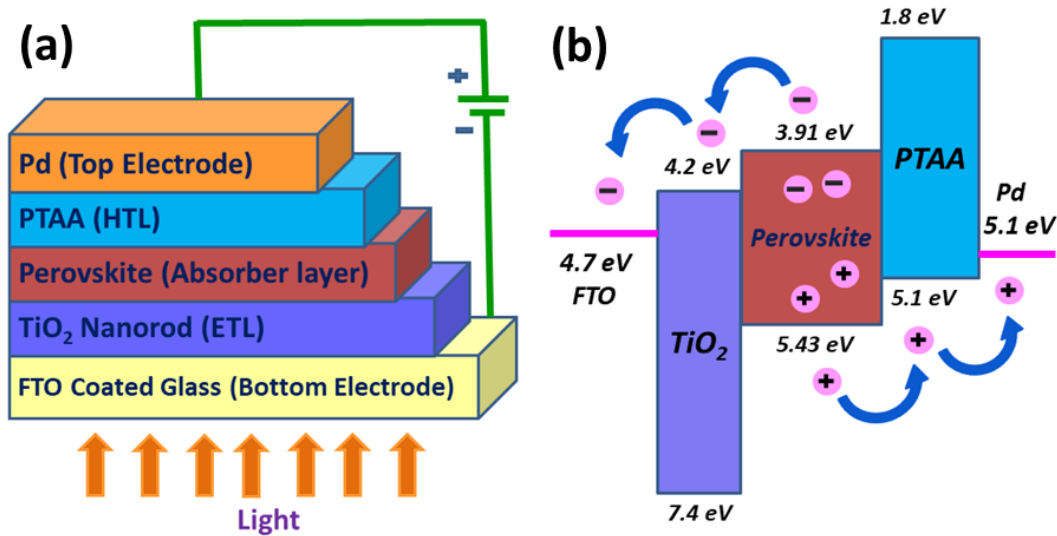 (a)
+
−
Pd (Top Electrode)
PTAA (HTL)
Perovskite (Absorber layer)
TiO₂ Nanorod (ETL)
FTO Coated Glass (Bottom Electrode)
Light
(b)
1.8 eV
3.91 eV
4.2 eV
PTAA
Pd
5.1 eV
Perovskite
4.7 eV
FTO
5.1 eV
TiO₂
5.43 eV
7.4 eV